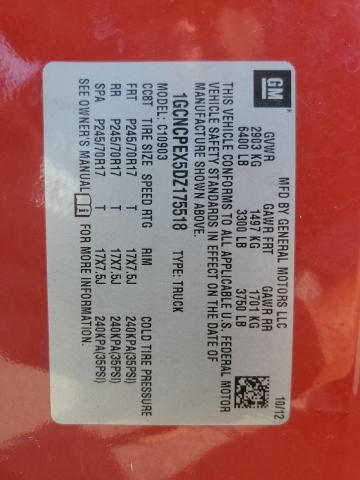 GM
MFD BY GENERAL MOTORS LLC
10/12
GVWR GAWR FRT GAWR RR
2903 KG 1497 KG 1701 KG
6400 LB 3300 LB 3750 LB
THIS VEHICLE CONFORMS TO ALL APPLICABLE U.S. FEDERAL MOTOR
VEHICLE SAFETY STANDARDS IN EFFECT ON THE DATE OF
MANUFACTURE SHOWN ABOVE.
1GCNCPEX5DZ175518 TYPE: TRUCK
MODEL: C10903
CC8T TIRE SIZE SPEED RTG RIM COLD TIRE PRESSURE
FRT P245/70R17 T 17X7.5J 240KPA(35PSI)
RR P245/70R17 T 17X7.5J 240KPA(35PSI)
SPA P245/70R17 T 17X7.5J 240KPA(35PSI)
SEE OWNER'S MANUAL FOR MORE INFORMATION.